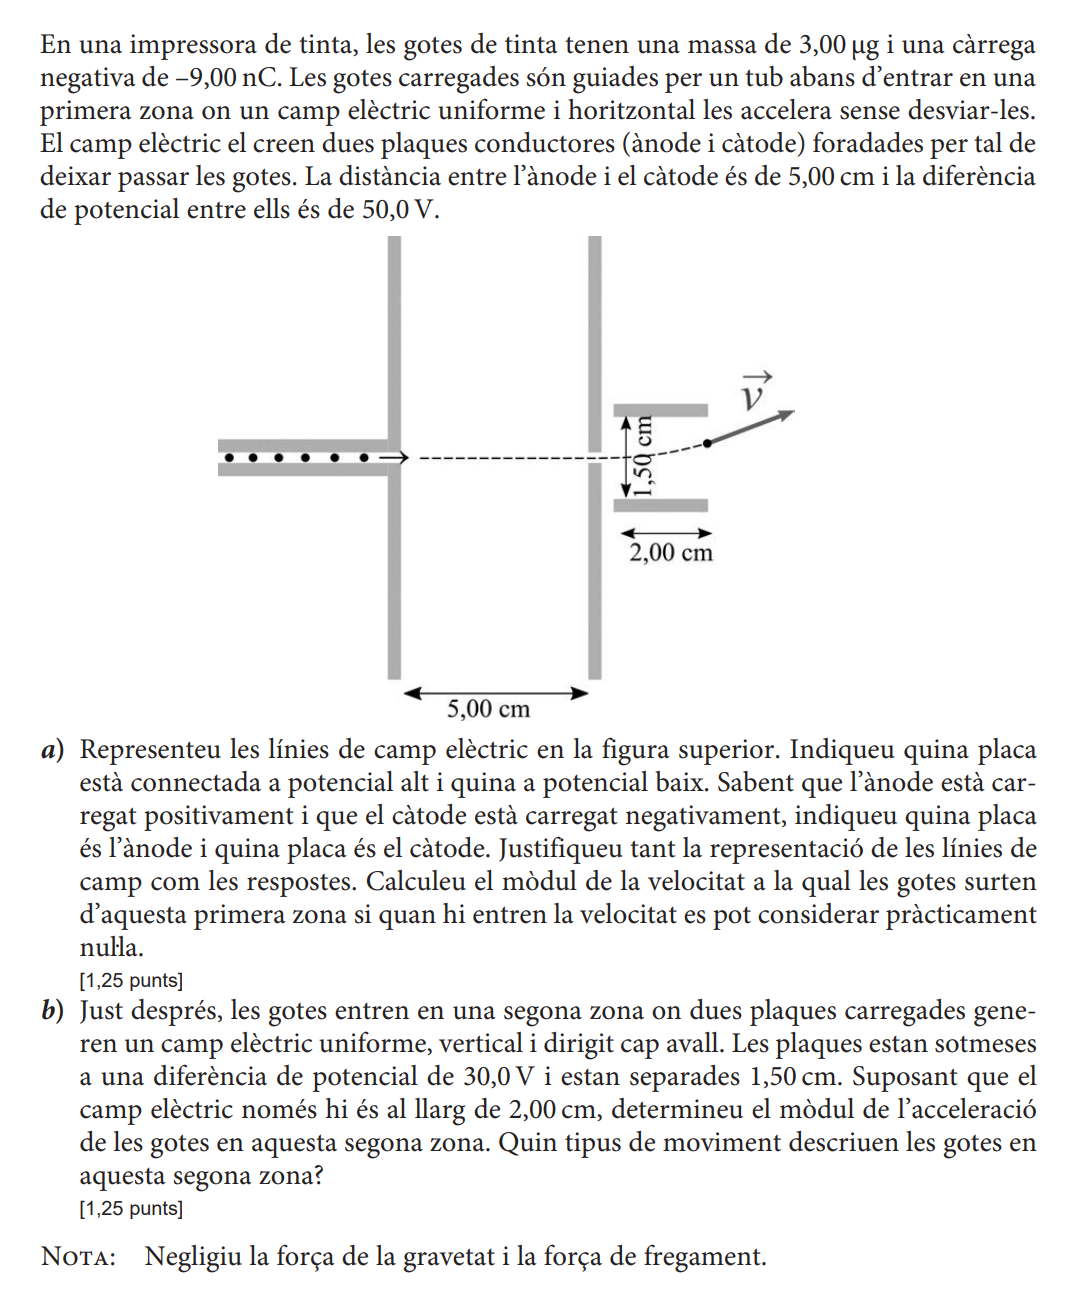 En una impressora de tinta, les gotes de tinta tenen una massa de 3,00 μg i una càrrega
negativa de –9,00 nC. Les gotes carregades són guiades per un tub abans d’entrar en una
primera zona on un camp elèctric uniforme i horitzontal les accelera sense desviar-les.
El camp elèctric el creen dues plaques conductores (ànode i càtode) foradades per tal de
deixar passar les gotes. La distància entre l’ànode i el càtode és de 5,00 cm i la diferència
de potencial entre ells és de 50,0 V.
v
1,50 cm
2,00 cm
5,00 cm
a) Representeu les línies de camp elèctric en la figura superior. Indiqueu quina placa
està connectada a potencial alt i quina a potencial baix. Sabent que l’ànode està car-
regat positivament i que el càtode està carregat negativament, indiqueu quina placa
és l’ànode i quina placa és el càtode. Justifiqueu tant la representació de les línies de
camp com les respostes. Calculeu el mòdul de la velocitat a la qual les gotes surten
d’aquesta primera zona si quan hi entren la velocitat es pot considerar pràcticament
nul·la.
[1,25 punts]
b) Just després, les gotes entren en una segona zona on dues plaques carregades gene-
ren un camp elèctric uniforme, vertical i dirigit cap avall. Les plaques estan sotmeses
a una diferència de potencial de 30,0 V i estan separades 1,50 cm. Suposant que el
camp elèctric només hi és al llarg de 2,00 cm, determineu el mòdul de l’acceleració
de les gotes en aquesta segona zona. Quin tipus de moviment descriuen les gotes en
aquesta segona zona?
[1,25 punts]
NOTA: Negligiu la força de la gravetat i la força de fregament.